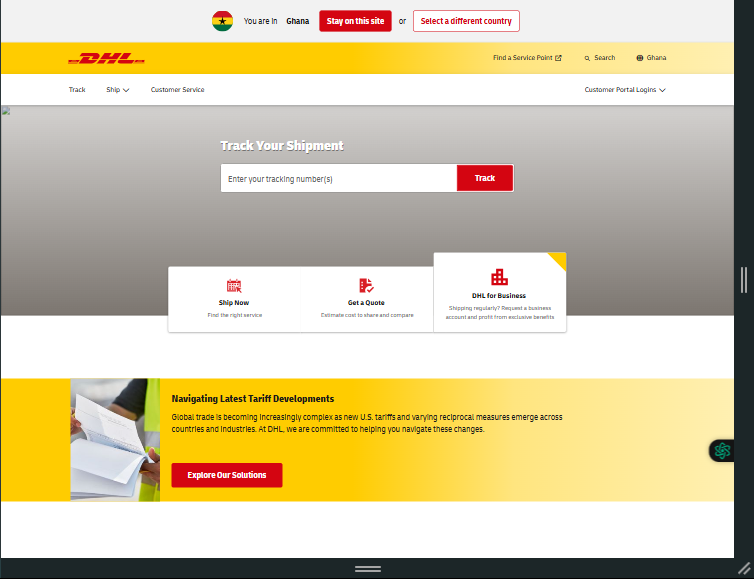 You are in Ghana Stay on this site or Select a different country
DHL
Find a Service Point Search Ghana
Track Ship Customer Service Customer Portal Logins
Track Your Shipment
Enter your tracking number(s) Track
Ship Now
Find the right service
Get a Quote
Estimate cost to share and compare
DHL for Business
Shipping regularly? Request a business
account and profit from exclusive benefits
Navigating Latest Tariff Developments
Global trade is becoming increasingly complex as new U.S. tariffs and varying reciprocal measures emerge across
countries and industries. At DHL, we are committed to helping you navigate these changes.
Explore Our Solutions